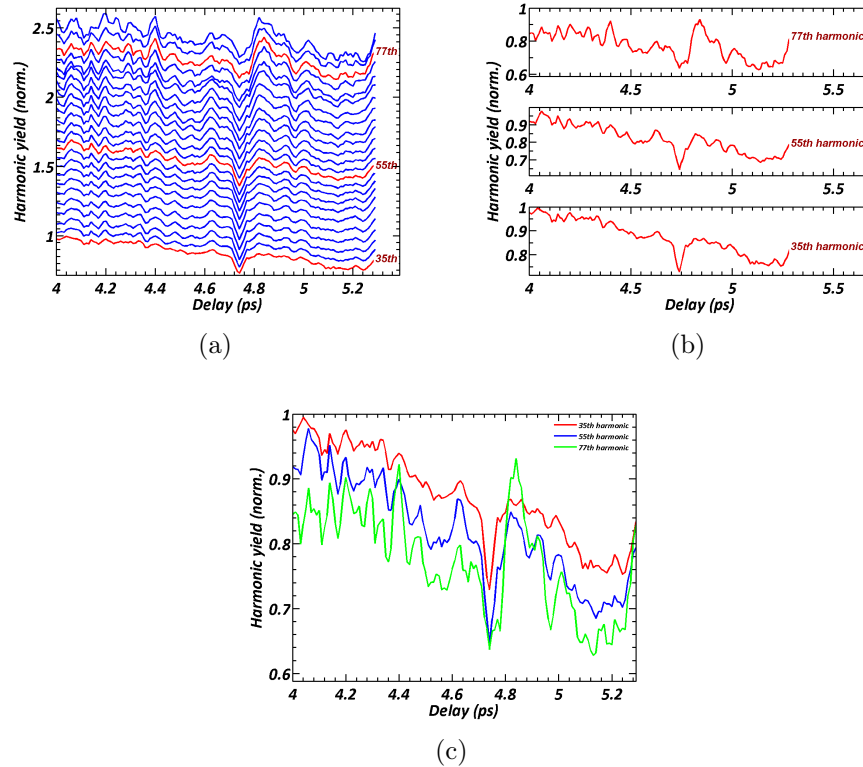 2.5
2
1.5
1
Harmonic yield (norm.)
77th
55th
35th
4 4.2 4.4 4.6 4.8 5 5.2
Delay (ps)
(a)
1
0.8
0.6
77th harmonic
4 4.5 5 5.5
0.9
0.8
0.7
Harmonic yield (norm.)
55th harmonic
4 4.5 5 5.5
1
0.9
0.8
35th harmonic
4 4.5 5 5.5
Delay (ps)
(b)
1
0.9
0.8
0.7
0.6
Harmonic yield (norm.)
35th harmonic
55th harmonic
77th harmonic
4 4.2 4.4 4.6 4.8 5 5.2
Delay (ps)
(c)